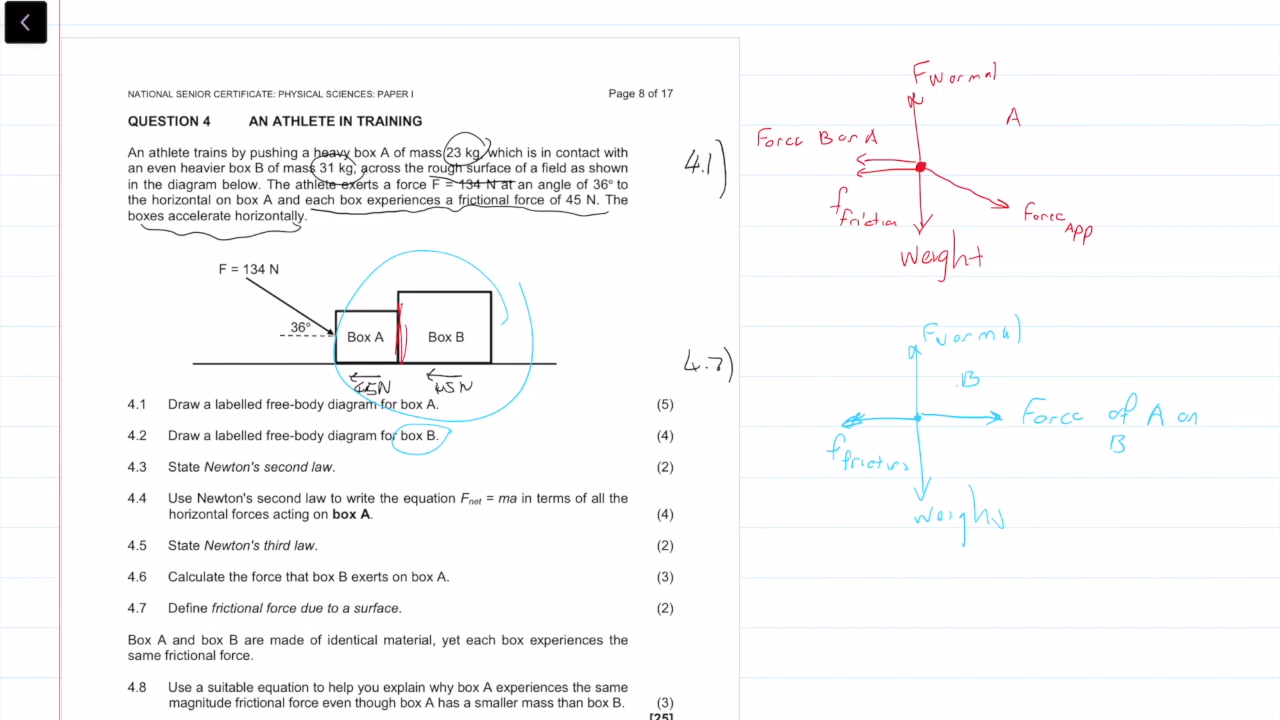 NATIONAL SENIOR CERTIFICATE: PHYSICAL SCIENCES: PAPER I
Page 8 of 17
QUESTION 4 AN ATHLETE IN TRAINING
An athlete trains by pushing a heavy box A of mass 23 kg, which is in contact with
an even heavier box B of mass 31 kg, across the rough surface of a field as shown
in the diagram below. The athlete exerts a force F = 134 N at an angle of 36° to
the horizontal on box A and each box experiences a frictional force of 45 N. The
boxes accelerate horizontally.
F = 134 N
36°
Box A
Box B
45N
45N
4.1 Draw a labelled free-body diagram for box A. (5)
4.2 Draw a labelled free-body diagram for box B. (4)
4.3 State Newton's second law. (2)
4.4 Use Newton's second law to write the equation Fnet = ma in terms of all the
horizontal forces acting on box A. (4)
4.5 State Newton's third law. (2)
4.6 Calculate the force that box B exerts on box A. (3)
4.7 Define frictional force due to a surface. (2)
Box A and box B are made of identical material, yet each box experiences the
same frictional force.
4.8 Use a suitable equation to help you explain why box A experiences the same
magnitude frictional force even though box A has a smaller mass than box B. (3)
[25]
4.1)
FNormal
A
Force B on A
f friction
Force App
Weight
FNormal
B
Force of A on
B
f friction